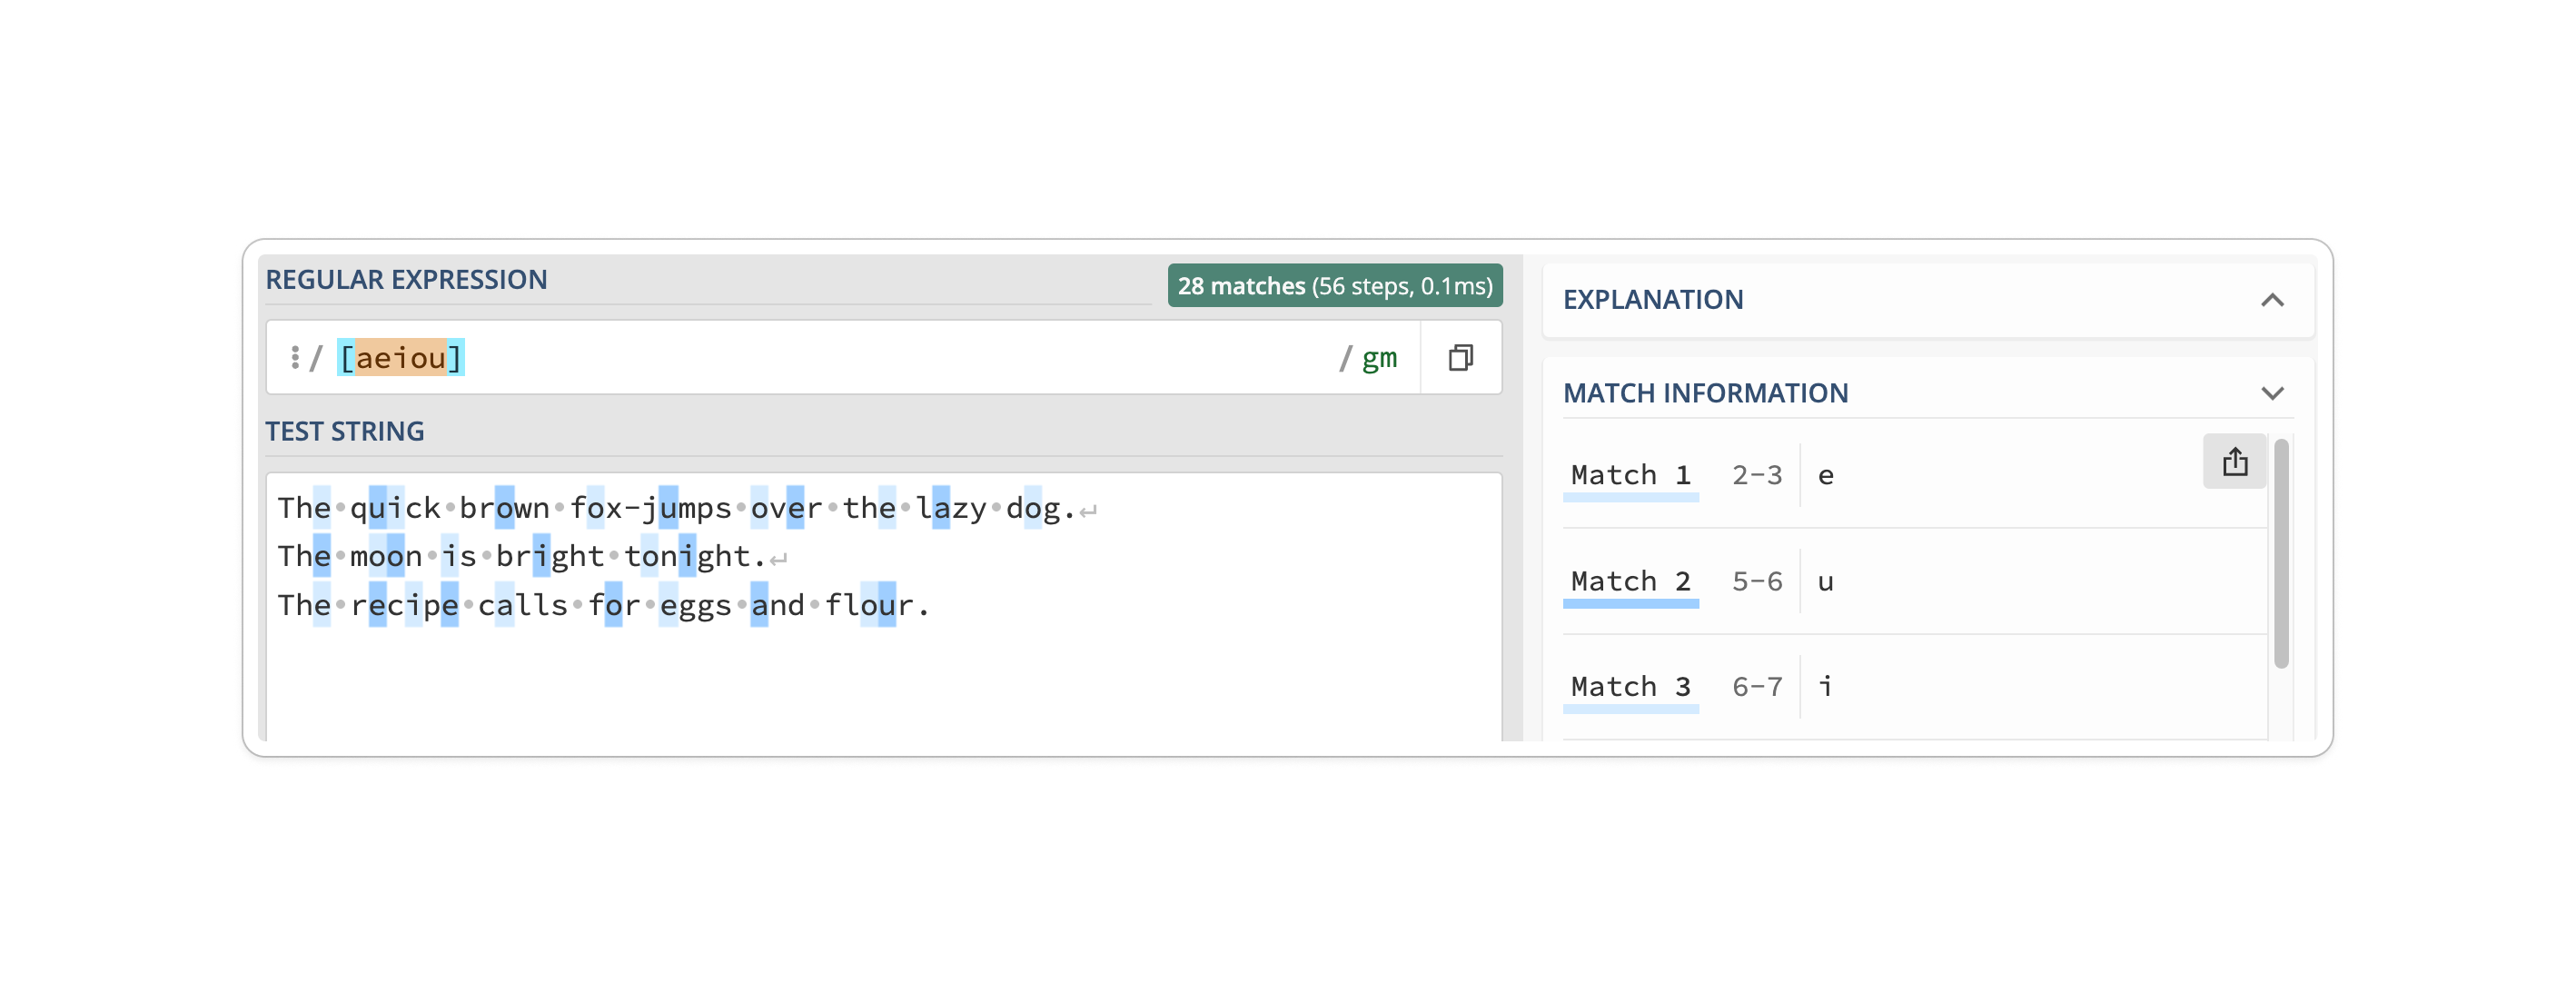 REGULAR EXPRESSION
28 matches (56 steps, 0.1ms)
/ [aeiou] / gm
TEST STRING
The·quick·brown·fox-jumps·over·the·lazy·dog.↵
The·moon·is·bright·tonight.↵
The·recipe·calls·for·eggs·and·flour.
EXPLANATION
MATCH INFORMATION
Match 1 2-3 e
Match 2 5-6 u
Match 3 6-7 i